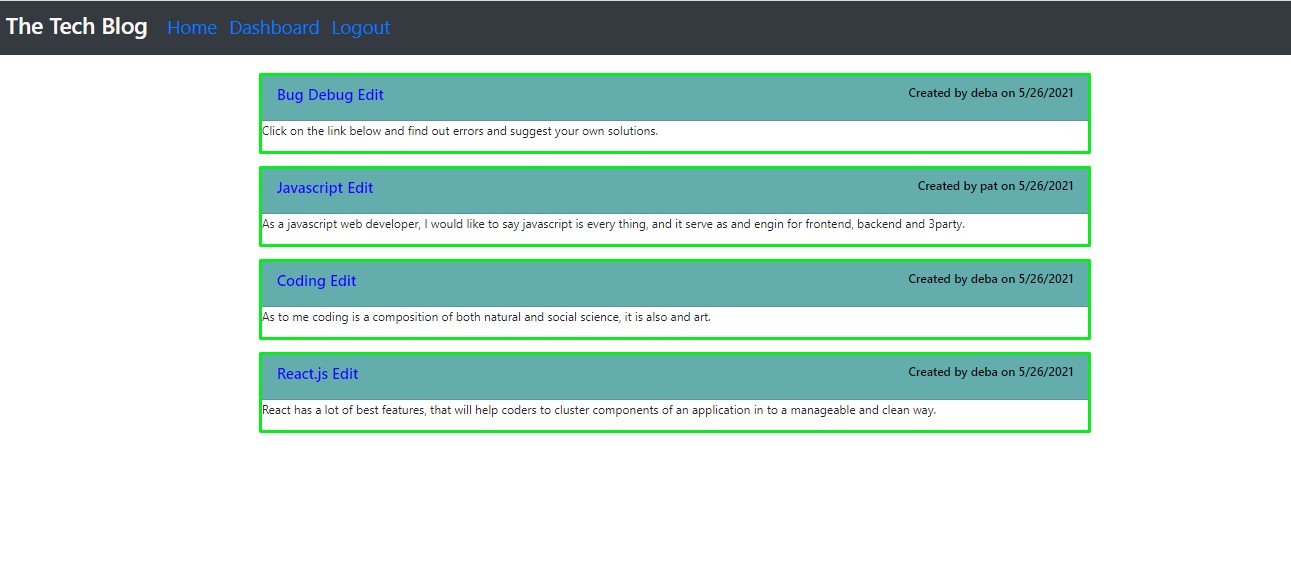 The Tech Blog Home Dashboard Logout
Bug Debug Edit Created by deba on 5/26/2021
Click on the link below and find out errors and suggest your own solutions.
Javascript Edit Created by pat on 5/26/2021
As a javascript web developer, I would like to say javascript is every thing, and it serve as and engin for frontend, backend and 3party.
Coding Edit Created by deba on 5/26/2021
As to me coding is a composition of both natural and social science, it is also and art.
React.js Edit Created by deba on 5/26/2021
React has a lot of best features, that will help coders to cluster components of an application in to a manageable and clean way.